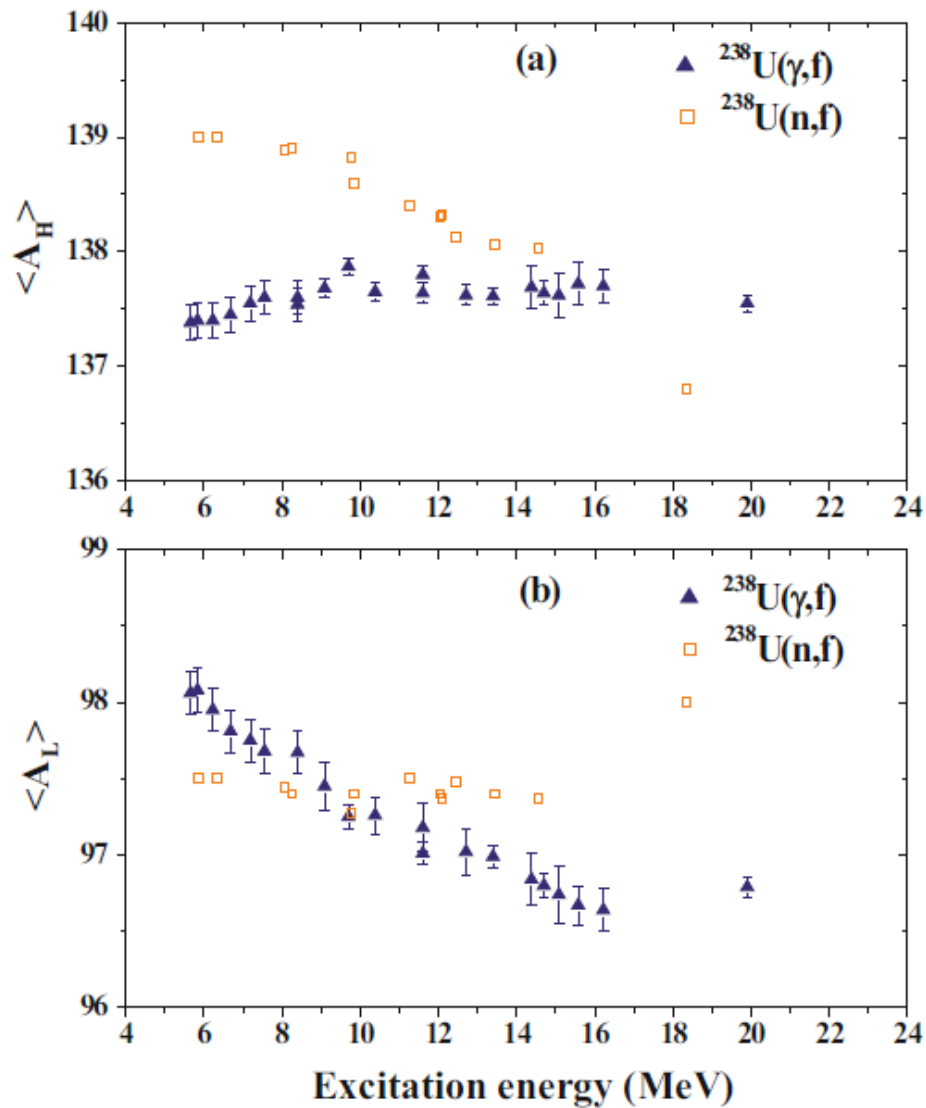 140
139
138
137
136
<A_H>
(a)
²³⁸U(γ,f)
²³⁸U(n,f)
4 6 8 10 12 14 16 18 20 22 24
99
98
97
96
<A_L>
(b)
²³⁸U(γ,f)
²³⁸U(n,f)
4 6 8 10 12 14 16 18 20 22 24
Excitation energy (MeV)